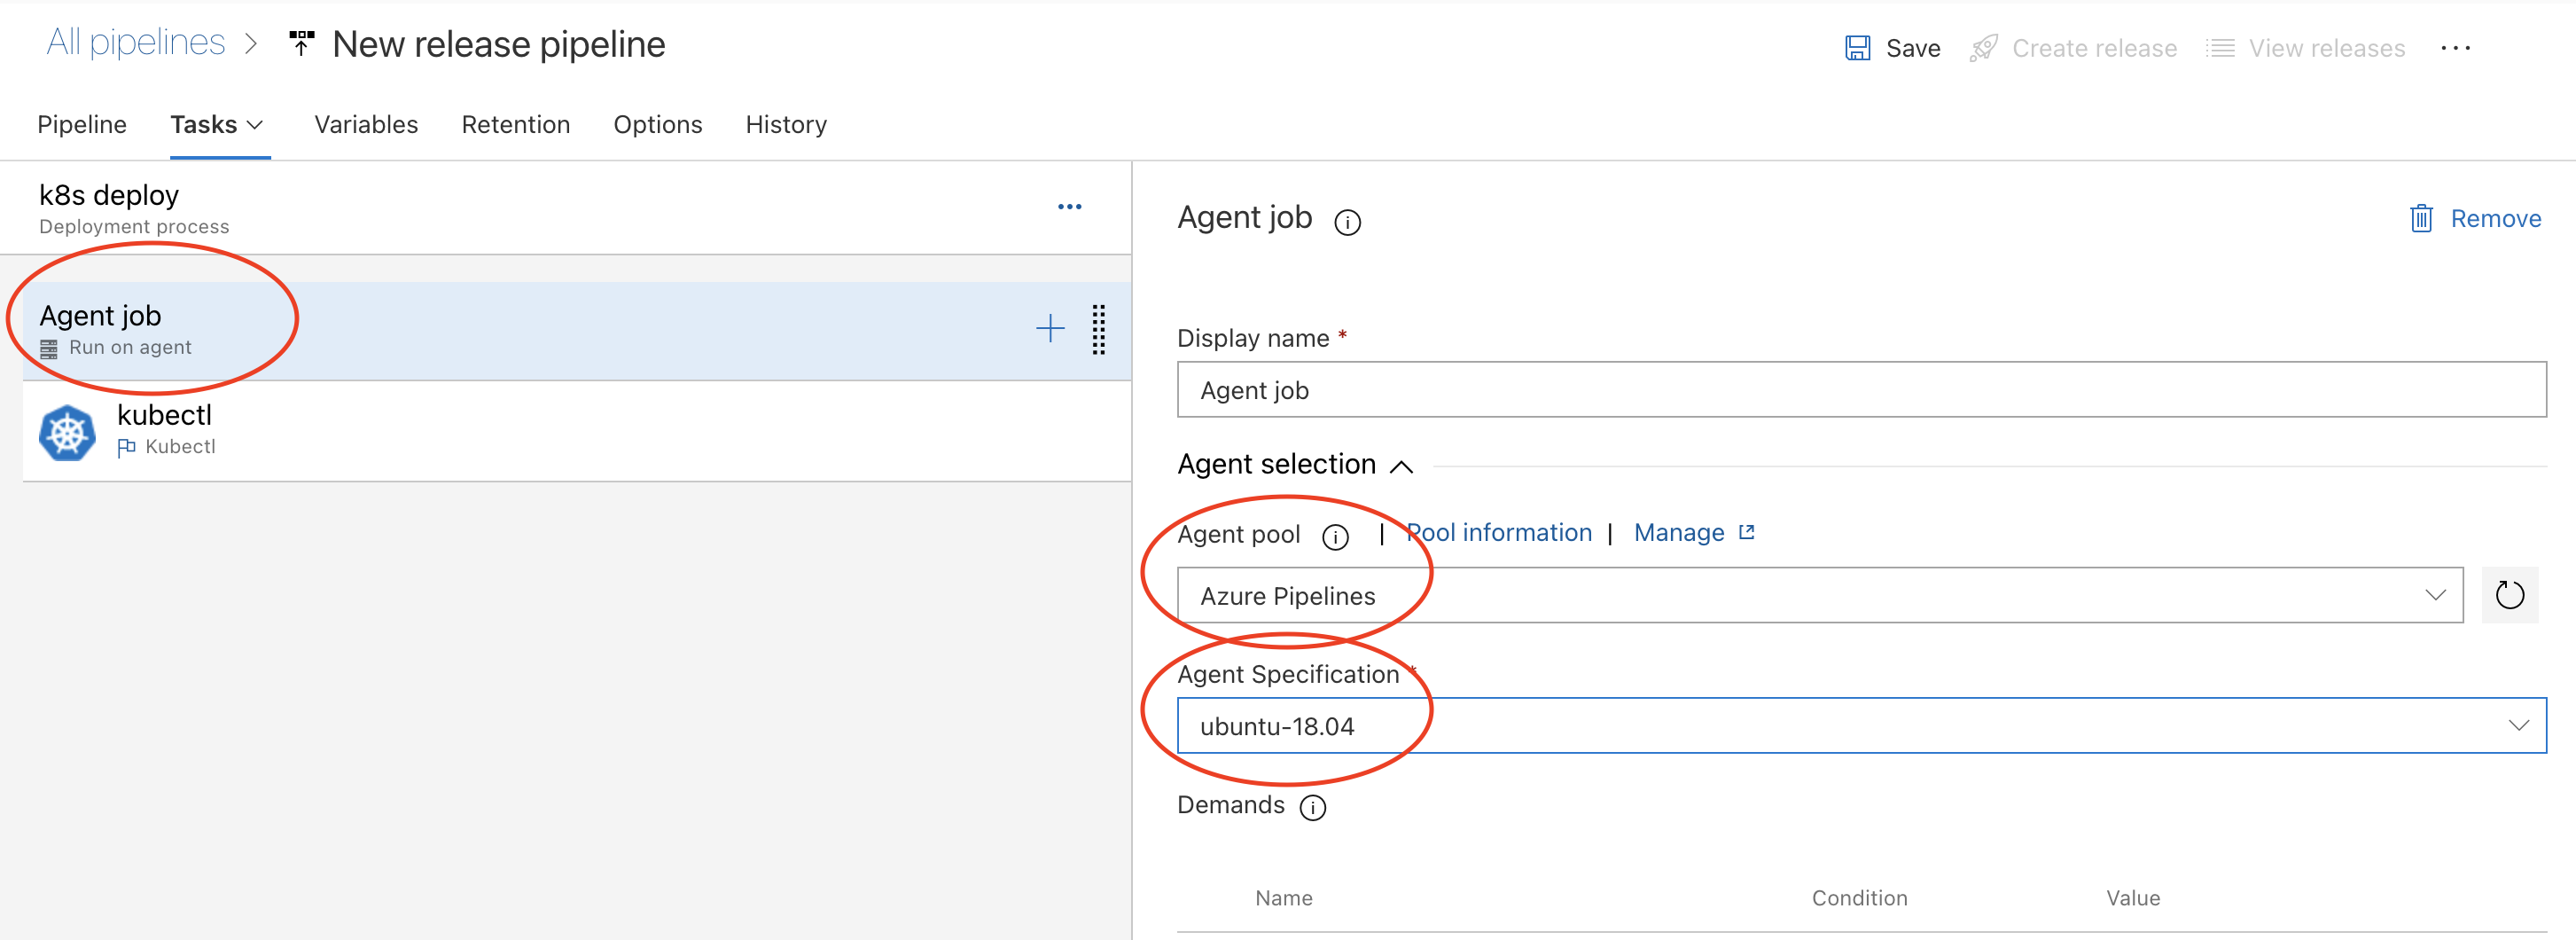 All pipelines > New release pipeline
Save Create release View releases ...
Pipeline Tasks Variables Retention Options History
k8s deploy
Deployment process
Agent job
Run on agent
kubectl
Kubectl
Agent job
Remove
Display name *
Agent job
Agent selection
Agent pool | Pool information | Manage
Azure Pipelines
Agent Specification *
ubuntu-18.04
Demands
Name Condition Value